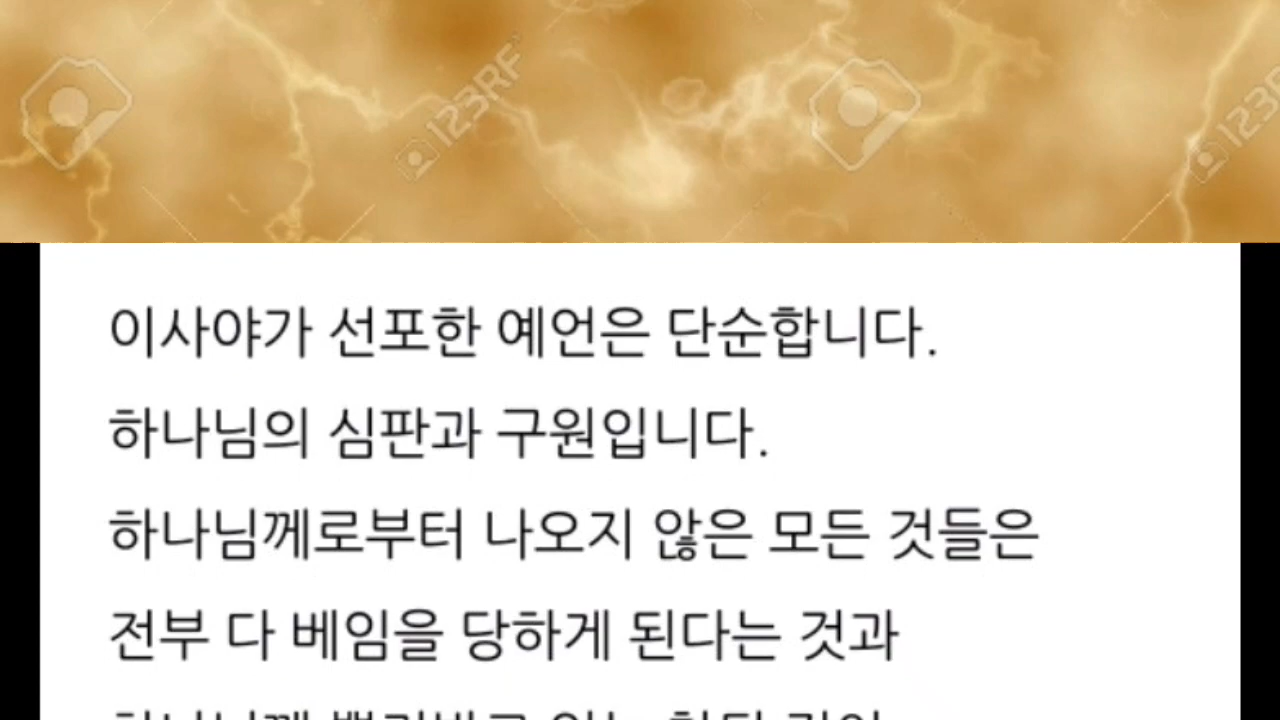 123RF
123RF
이사야가 선포한 예언은 단순합니다.
하나님의 심판과 구원입니다.
하나님께로부터 나오지 않은 모든 것들은
전부 다 베임을 당하게 된다는 것과